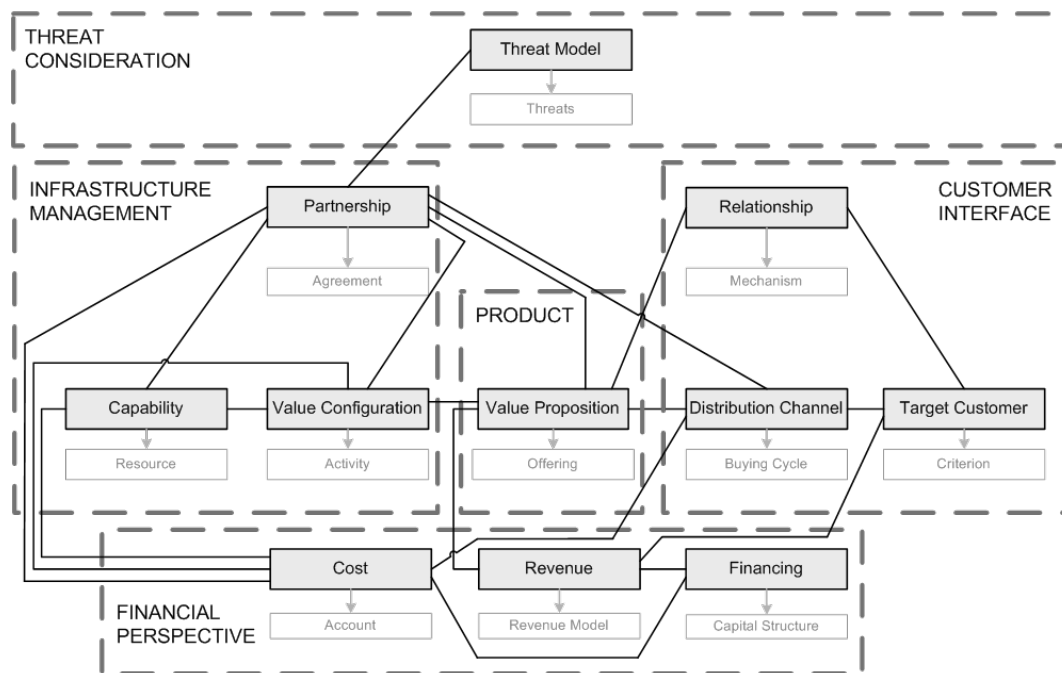 THREAT
CONSIDERATION
Threat Model
Threats
INFRASTRUCTURE
MANAGEMENT
Partnership
Agreement
Relationship
Mechanism
CUSTOMER
INTERFACE
PRODUCT
Capability
Resource
Value Configuration
Activity
Value Proposition
Offering
Distribution Channel
Buying Cycle
Target Customer
Criterion
FINANCIAL
PERSPECTIVE
Cost
Account
Revenue
Revenue Model
Financing
Capital Structure